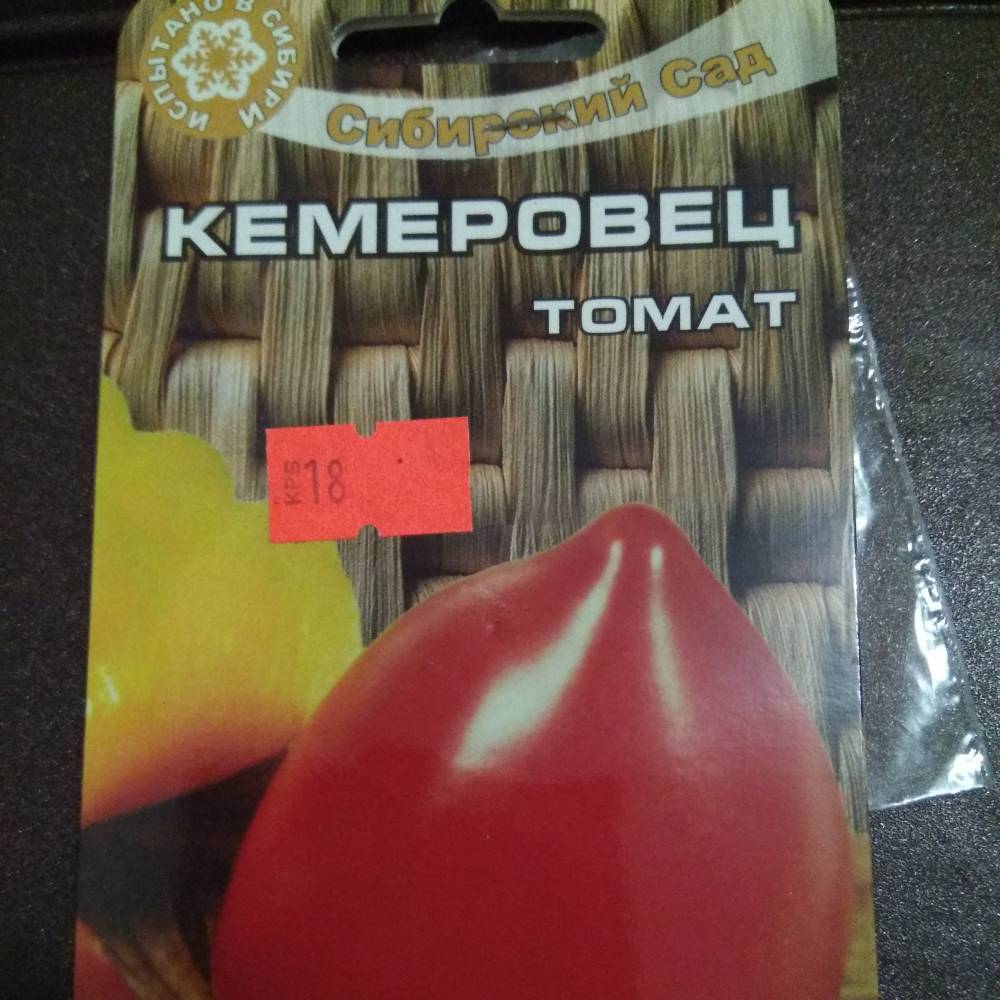 ИСПЫТАНО В СИБИРИ
Сибирский Сад
КЕМЕРОВЕЦ
ТОМАТ
КРБ 18